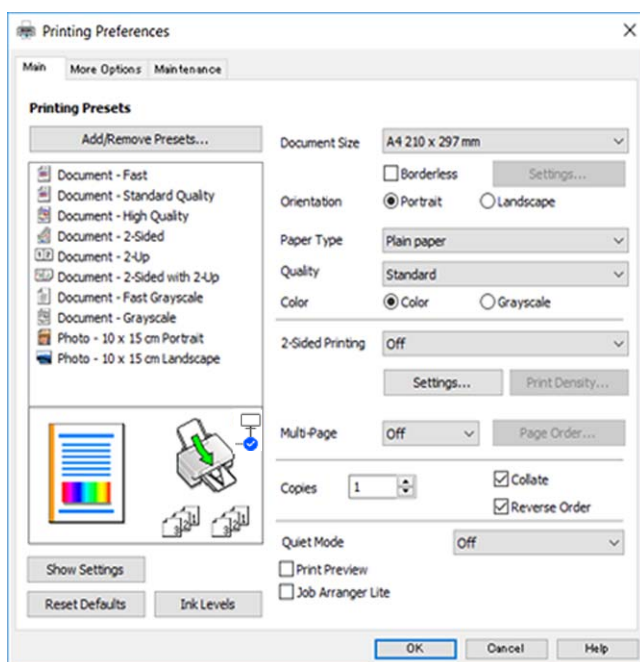 Printing Preferences
Main
More Options
Maintenance
Printing Presets
Add/Remove Presets...
Document - Fast
Document - Standard Quality
Document - High Quality
Document - 2-Sided
Document - 2-Up
Document - 2-Sided with 2-Up
Document - Fast Grayscale
Document - Grayscale
Photo - 10 x 15 cm Portrait
Photo - 10 x 15 cm Landscape
Show Settings
Reset Defaults
Ink Levels
Document Size
A4 210 x 297 mm
Borderless
Settings...
Orientation
Portrait
Landscape
Paper Type
Plain paper
Quality
Standard
Color
Color
Grayscale
2-Sided Printing
Off
Settings...
Print Density...
Multi-Page
Off
Page Order...
Copies
1
Collate
Reverse Order
Quiet Mode
Off
Print Preview
Job Arranger Lite
OK
Cancel
Help